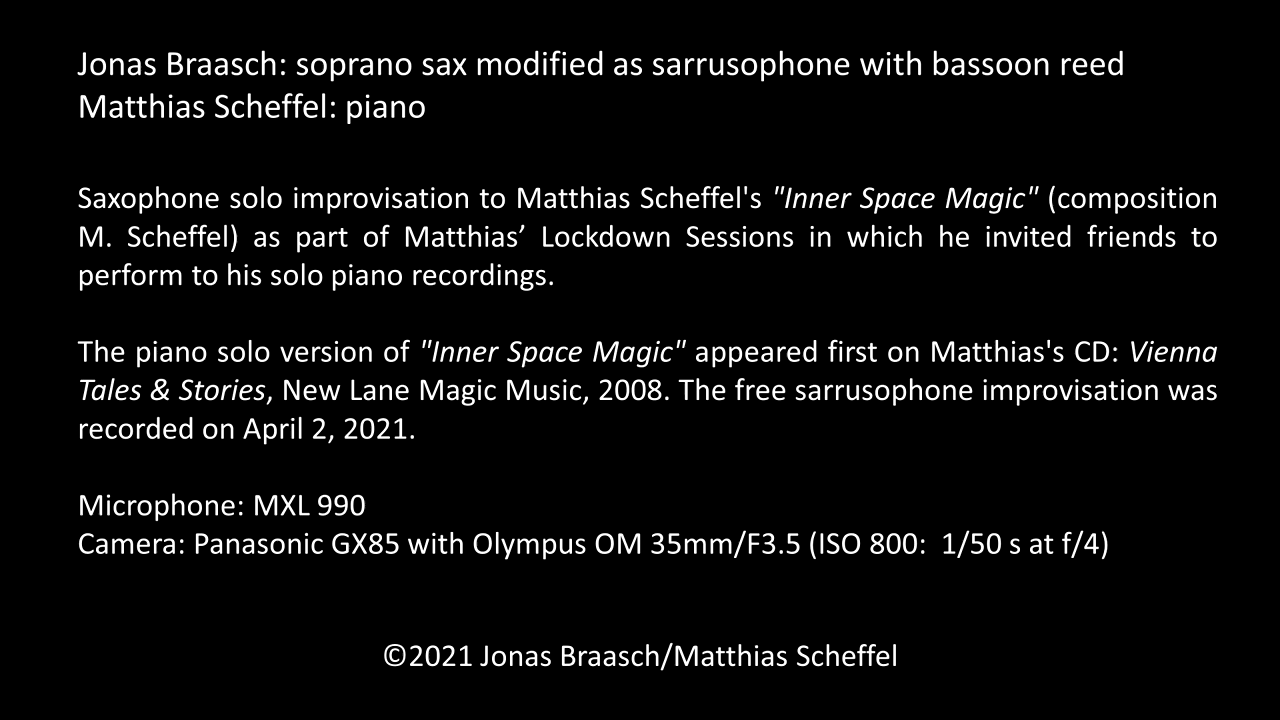 Jonas Braasch: soprano sax modified as sarrusophone with bassoon reed
Matthias Scheffel: piano
Saxophone solo improvisation to Matthias Scheffel's "Inner Space Magic" (composition
M. Scheffel) as part of Matthias’ Lockdown Sessions in which he invited friends to
perform to his solo piano recordings.
The piano solo version of "Inner Space Magic" appeared first on Matthias's CD: Vienna
Tales & Stories, New Lane Magic Music, 2008. The free sarrusophone improvisation was
recorded on April 2, 2021.
Microphone: MXL 990
Camera: Panasonic GX85 with Olympus OM 35mm/F3.5 (ISO 800:  1/50 s at f/4)
©2021 Jonas Braasch/Matthias Scheffel